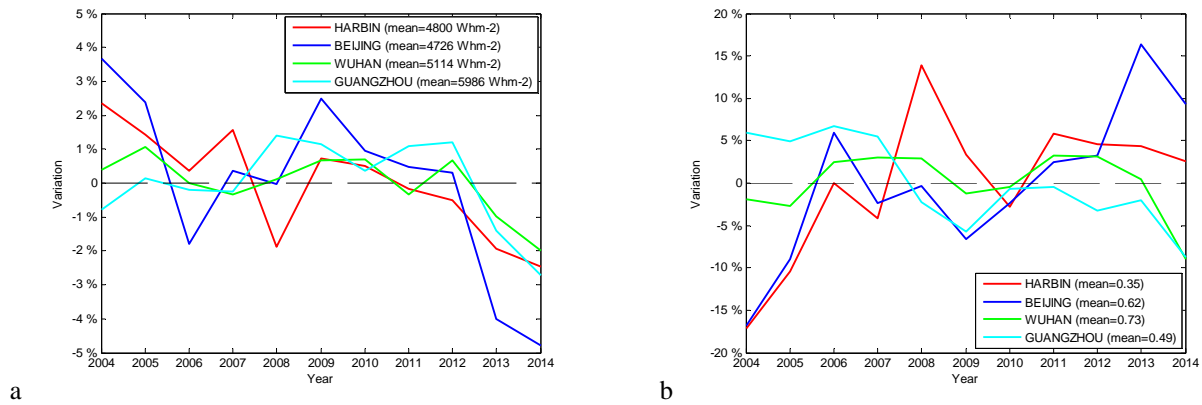 5 %
4 %
3 %
2 %
1 %
0
-1 %
-2 %
-3 %
-4 %
-5 %
Variation
HARBIN (mean=4800 Whm-2)
BEIJING (mean=4726 Whm-2)
WUHAN (mean=5114 Whm-2)
GUANGZHOU (mean=5986 Whm-2)
2004 2005 2006 2007 2008 2009 2010 2011 2012 2013 2014
Year
a
20 %
15 %
10 %
5 %
0
-5 %
-10 %
-15 %
-20 %
Variation
HARBIN (mean=0.35)
BEIJING (mean=0.62)
WUHAN (mean=0.73)
GUANGZHOU (mean=0.49)
2004 2005 2006 2007 2008 2009 2010 2011 2012 2013 2014
Year
b